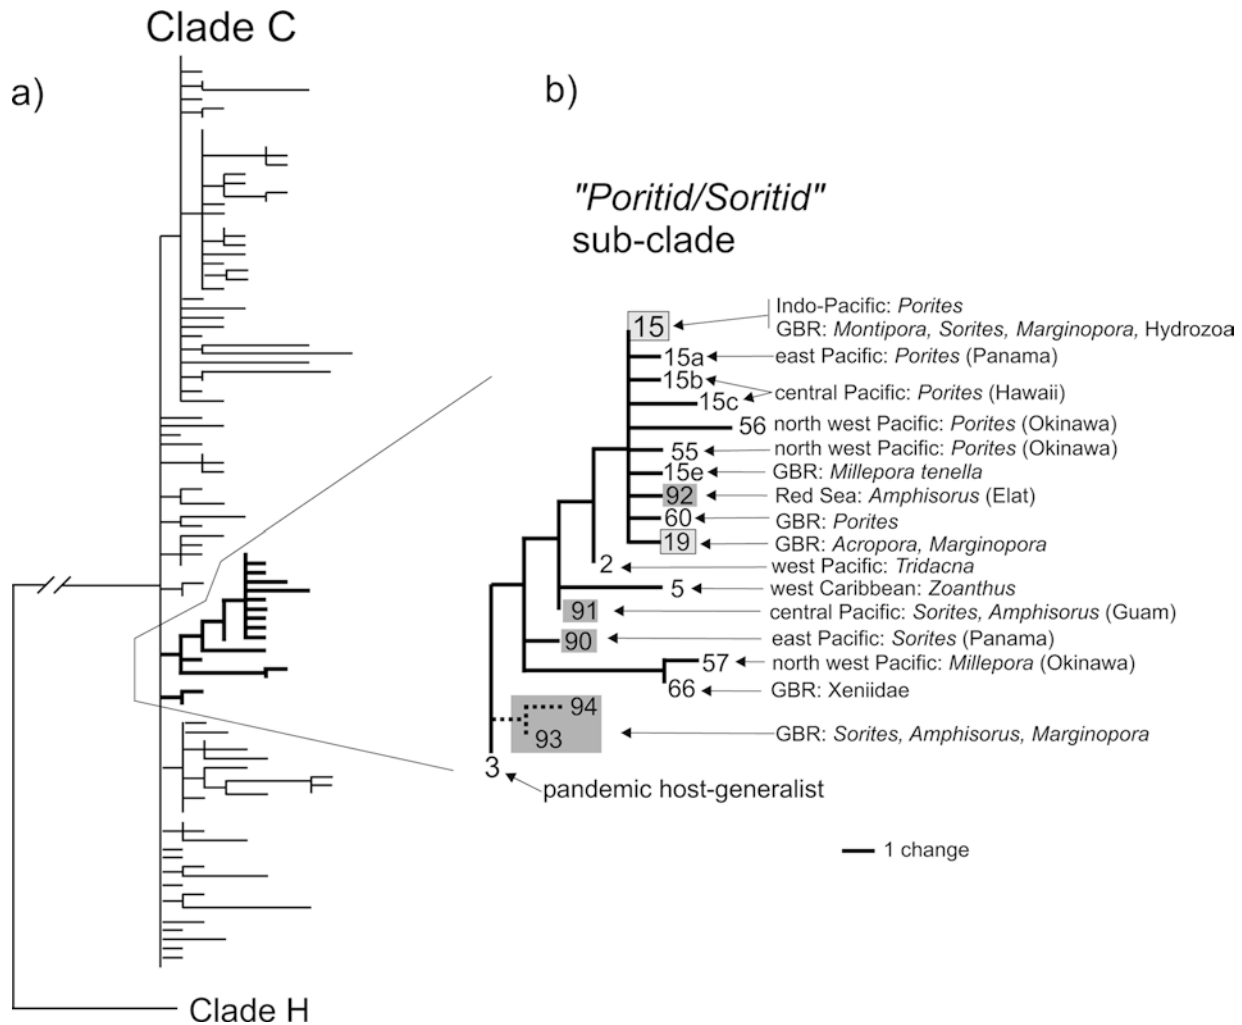 Clade C
a)
b)
"Poritid/Soritid"
sub-clade
15
Indo-Pacific: Porites
GBR: Montipora, Sorites, Marginopora, Hydrozoa
15a
east Pacific: Porites (Panama)
15b
15c
central Pacific: Porites (Hawaii)
56
north west Pacific: Porites (Okinawa)
55
north west Pacific: Porites (Okinawa)
15e
GBR: Millepora tenella
92
Red Sea: Amphisorus (Elat)
60
GBR: Porites
19
GBR: Acropora, Marginopora
2
west Pacific: Tridacna
5
west Caribbean: Zoanthus
91
central Pacific: Sorites, Amphisorus (Guam)
90
east Pacific: Sorites (Panama)
57
north west Pacific: Millepora (Okinawa)
66
GBR: Xeniidae
94
93
GBR: Sorites, Amphisorus, Marginopora
3
pandemic host-generalist
1 change
Clade H